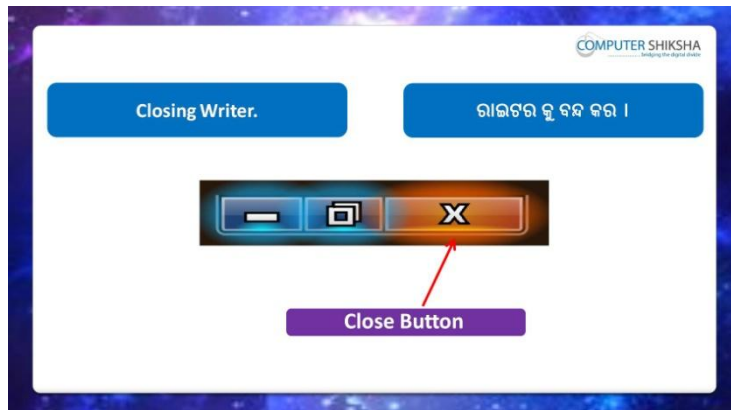 COMPUTER SHIKSHA
bridging the digital divide
Closing Writer.
ରାଇଟର କୁ ବନ୍ଦ କର ।
Close Button